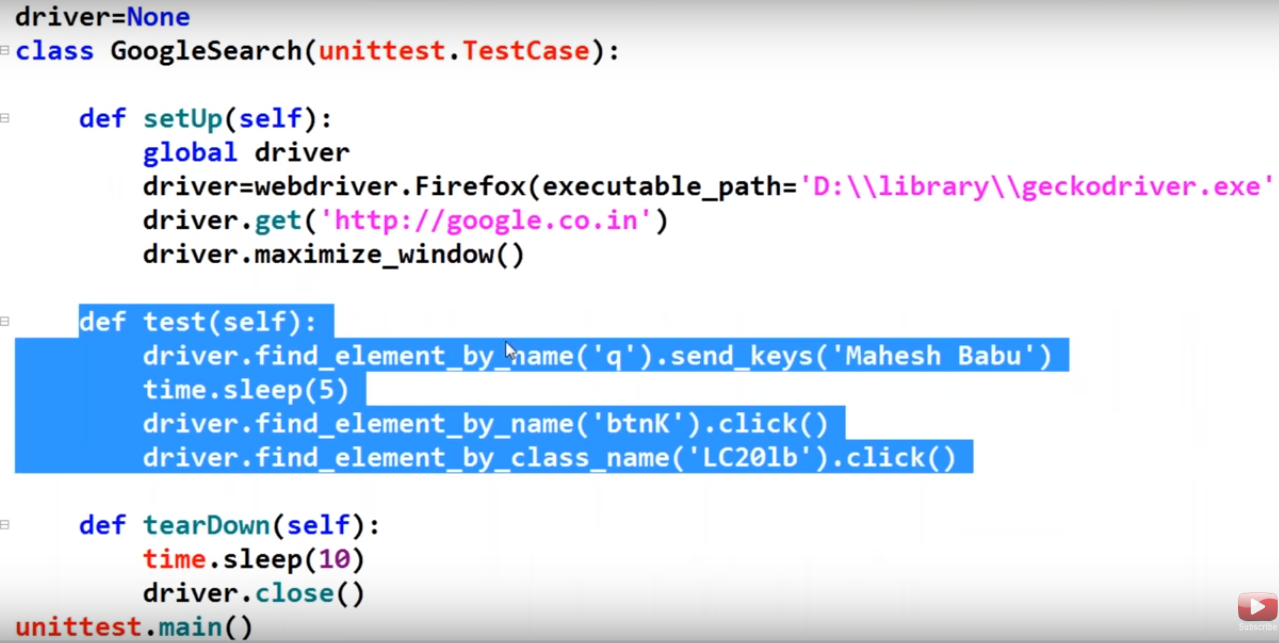 driver=None
class GoogleSearch(unittest.TestCase):
def setUp(self):
global driver
driver=webdriver.Firefox(executable_path='D:\\library\\geckodriver.exe'
driver.get('http://google.co.in')
driver.maximize_window()
def test(self):
driver.find_element_by_name('q').send_keys('Mahesh Babu')
time.sleep(5)
driver.find_element_by_name('btnK').click()
driver.find_element_by_class_name('LC20lb').click()
def tearDown(self):
time.sleep(10)
driver.close()
unittest.main()
Subscribe